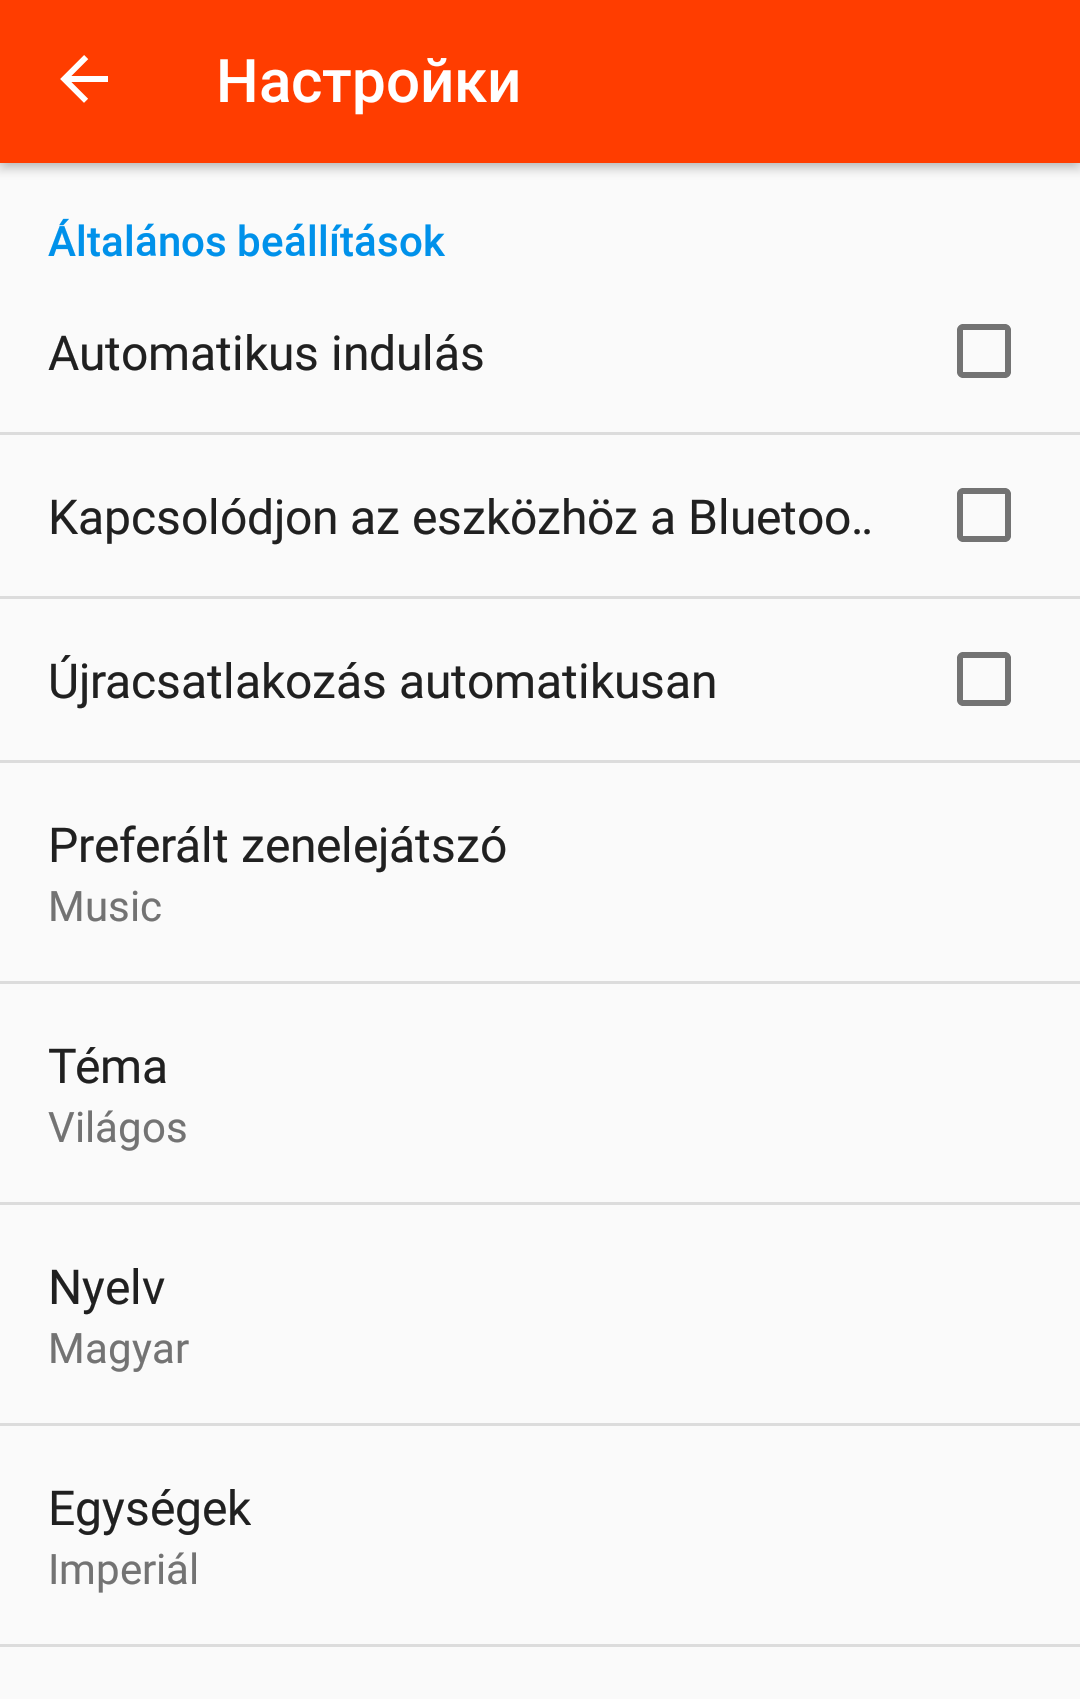 Настройки
Általános beállítások
Automatikus indulás
Kapcsolódjon az eszközhöz a Bluetoo..
Újracsatlakozás automatikusan
Preferált zenelejátszó
Music
Téma
Világos
Nyelv
Magyar
Egységek
Imperiál